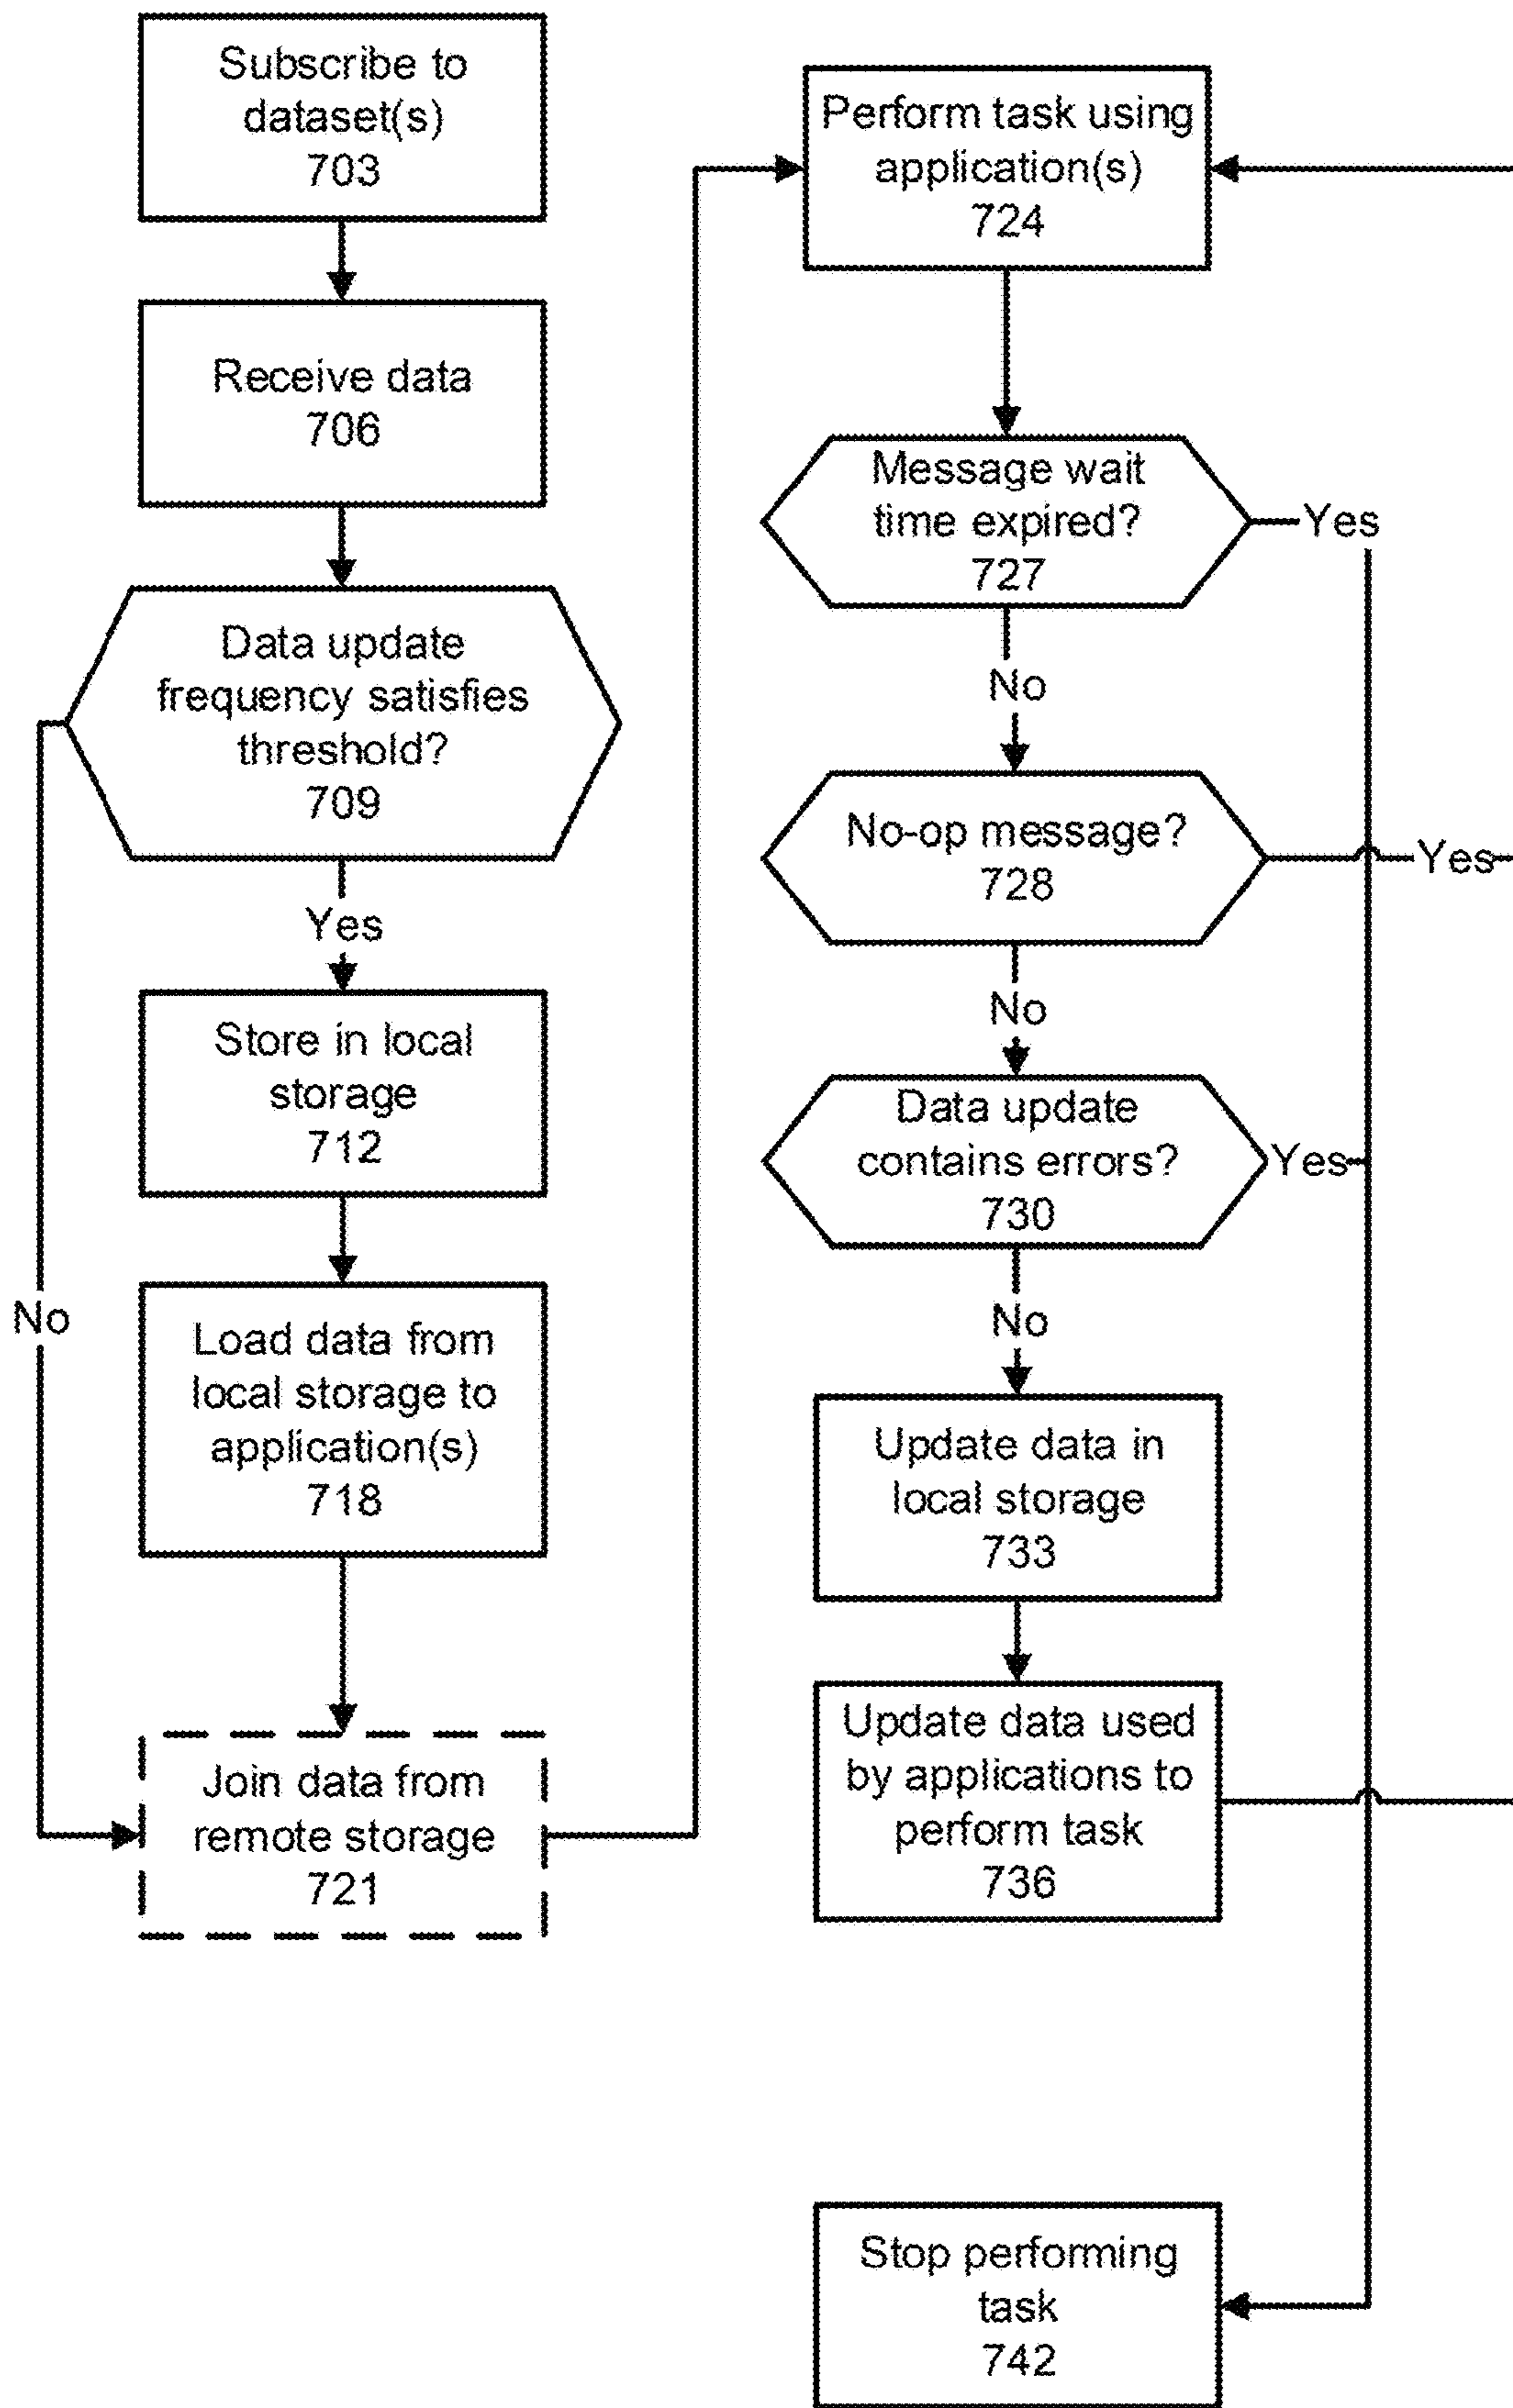 Subscribe to
dataset(s)
703
Receive data
706
Data update
frequency satisfies
threshold?
709
Yes
No
Store in local
storage
712
Load data from
local storage to
application(s)
718
Join data from
remote storage
721
Perform task using
application(s)
724
Message wait
time expired?
727
Yes
No
No-op message?
728
Yes
No
Data update
contains errors?
730
Yes
No
Update data in
local storage
733
Update data used
by applications to
perform task
736
Stop performing
task
742